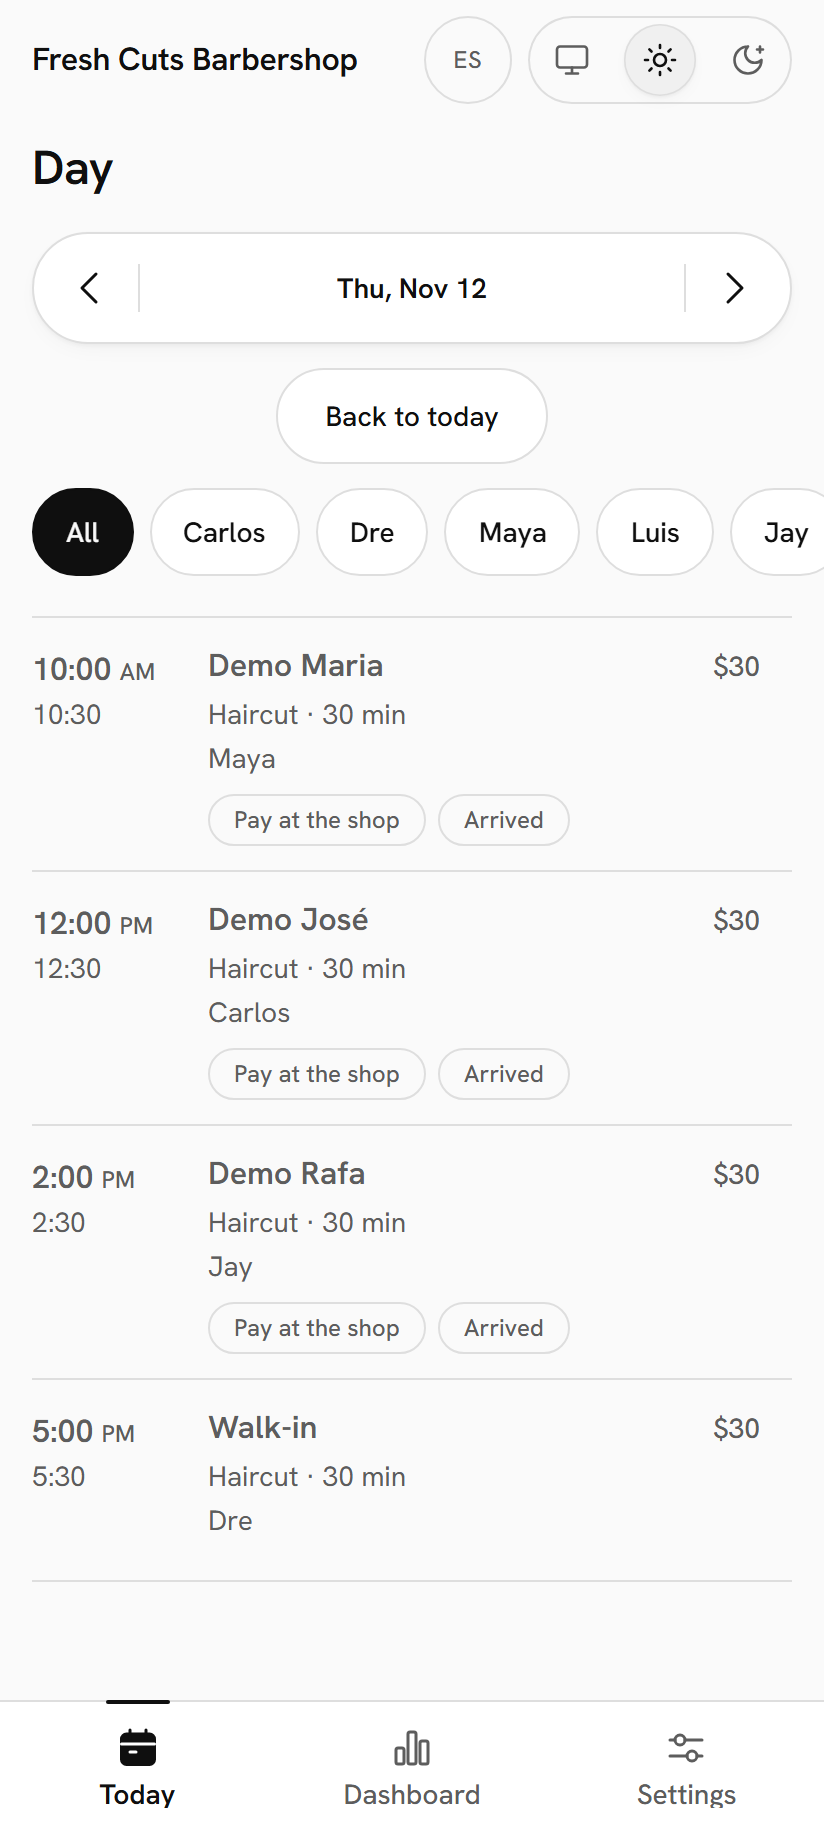 Fresh Cuts Barbershop
ES
Day
Thu, Nov 12
Back to today
All Carlos Dre Maya Luis Jay
10:00 AM Demo Maria $30
10:30 Haircut · 30 min
Maya
Pay at the shop Arrived
12:00 PM Demo José $30
12:30 Haircut · 30 min
Carlos
Pay at the shop Arrived
2:00 PM Demo Rafa $30
2:30 Haircut · 30 min
Jay
Pay at the shop Arrived
5:00 PM Walk-in $30
5:30 Haircut · 30 min
Dre
Today Dashboard Settings